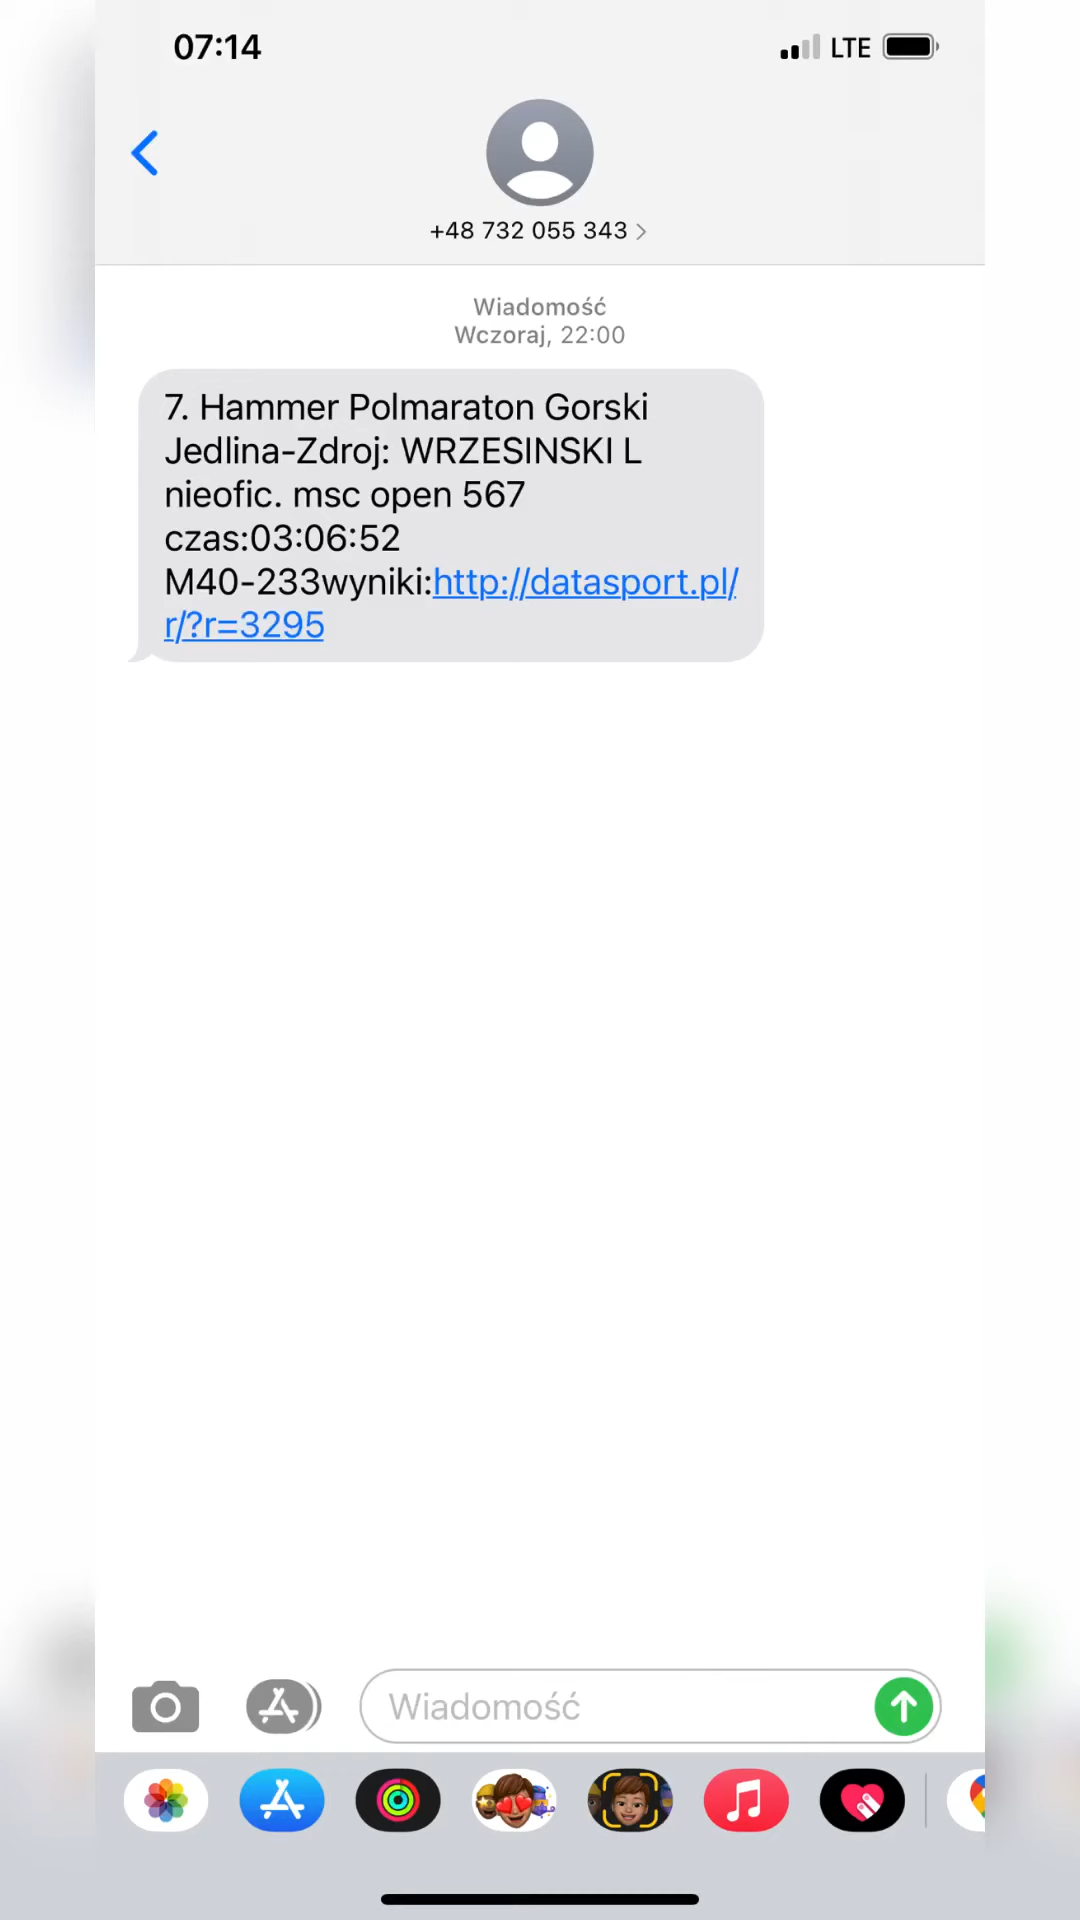 07:14
LTE
+48 732 055 343
Wiadomość
Wczoraj, 22:00
7. Hammer Polmaraton Gorski
Jedlina-Zdroj: WRZESINSKI L
nieofic. msc open 567
czas:03:06:52
M40-233wyniki:http://datasport.pl/
r/?r=3295
Wiadomość